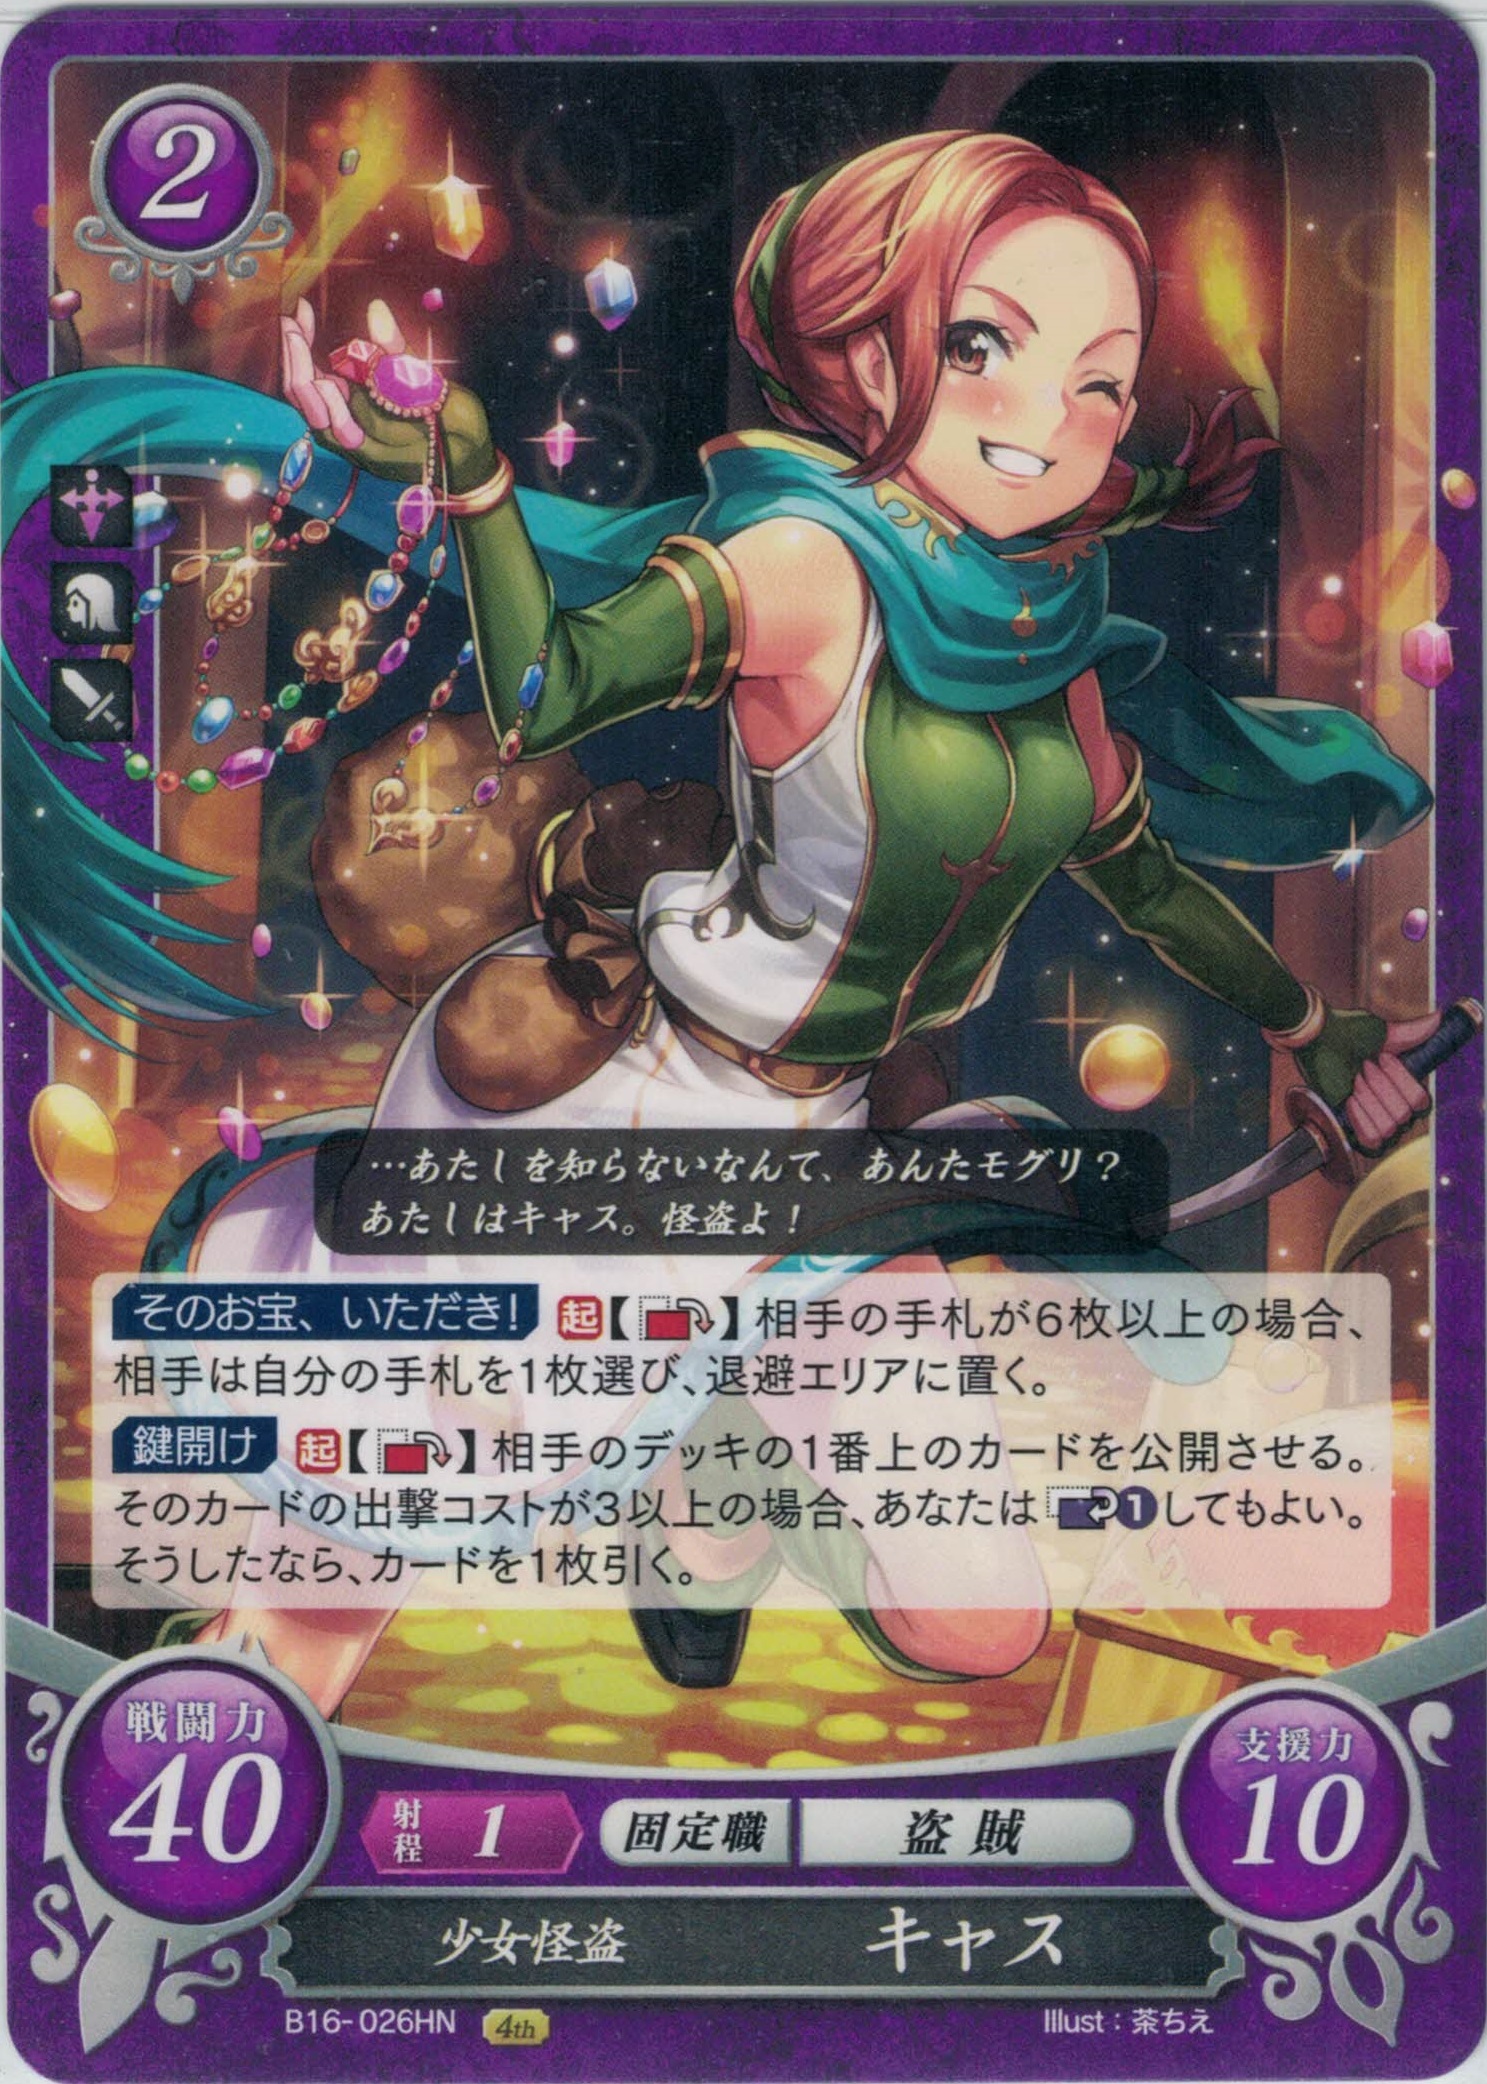 2
…あたしを知らないなんて、あんたモグリ？
あたしはキャス。怪盗よ！
そのお宝、いただき！ 起【】相手の手札が6枚以上の場合、
相手は自分の手札を1枚選び、退避エリアに置く。
鍵開け 起【】相手のデッキの1番上のカードを公開させる。
そのカードの出撃コストが3以上の場合、あなたは1してもよい。
そうしたなら、カードを1枚引く。
戦闘力
40
射程 1
固定職 盗賊
支援力
10
少女怪盗 キャス
B16-026HN 4th Illust：茶ちえ